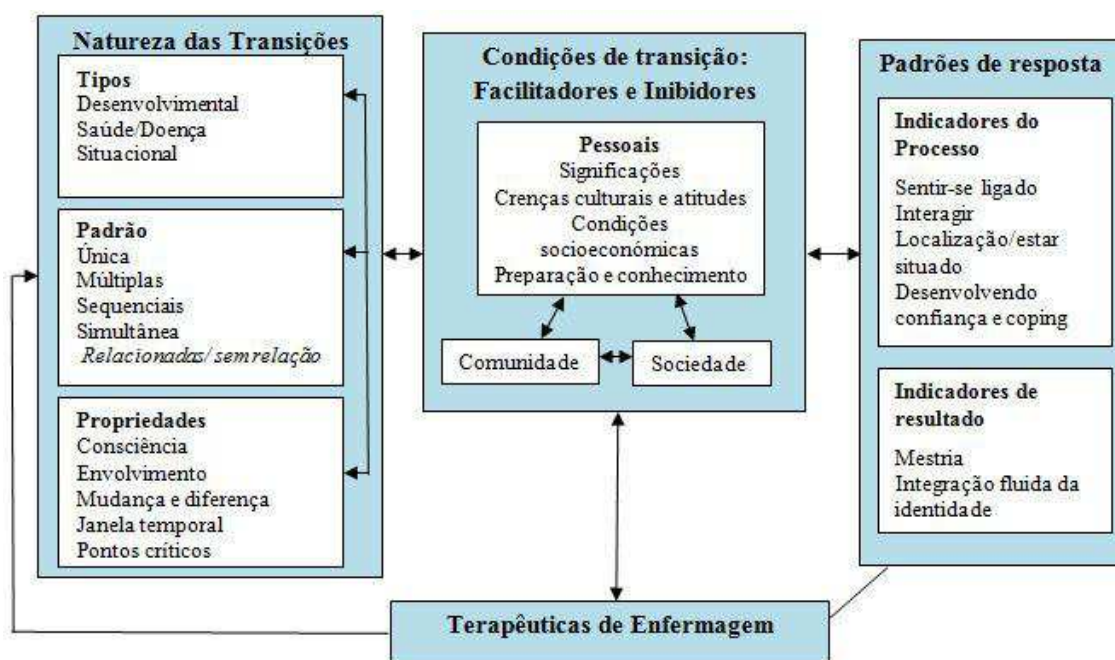 Natureza das Transições
Tipos
Desenvolvimental
Saúde/Doença
Situacional
Padrão
Única
Múltiplas
Sequenciais
Simultânea
Relacionadas/ sem relação
Propriedades
Consciência
Envolvimento
Mudança e diferença
Janela temporal
Pontos críticos
Condições de transição:
Facilitadores e Inibidores
Pessoais
Significações
Crenças culturais e atitudes
Condições
socioeconómicas
Preparação e conhecimento
Comunidade
Sociedade
Padrões de resposta
Indicadores do
Processo
Sentir-se ligado
Interagir
Localização/estar
situado
Desenvolvendo
confiança e coping
Indicadores de
resultado
Mestria
Integração fluida da
identidade
Terapêuticas de Enfermagem